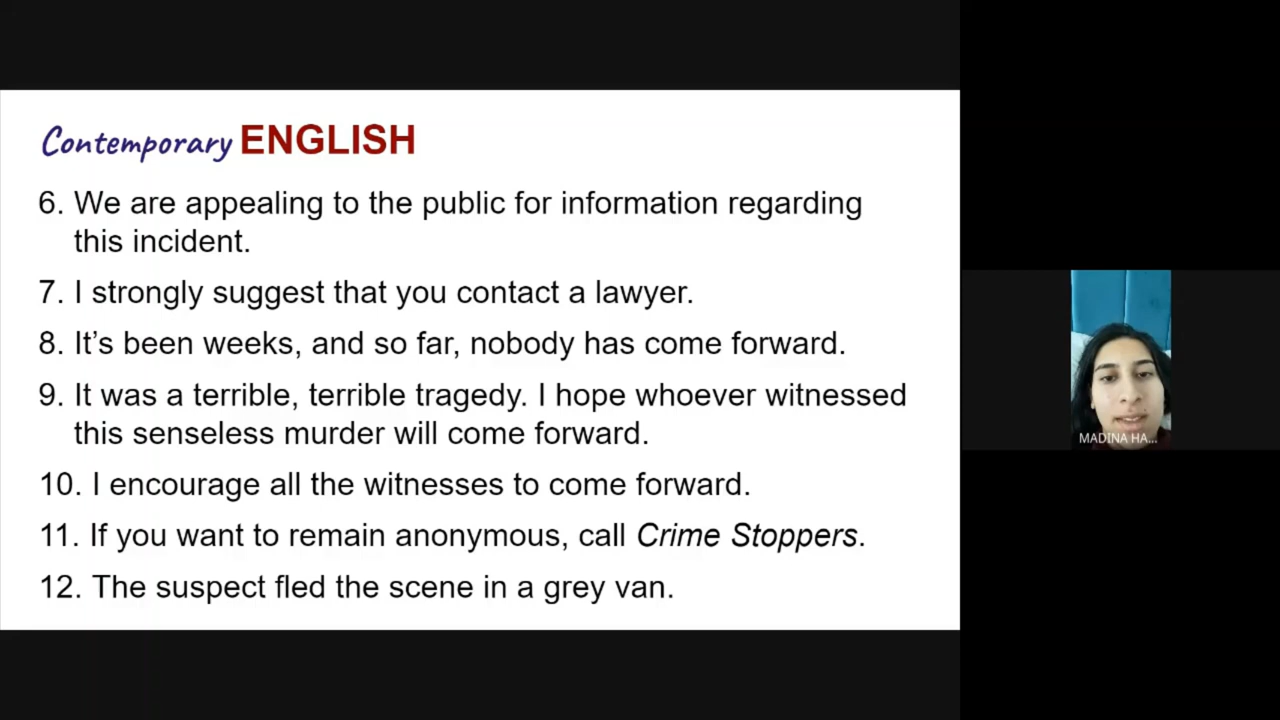 Contemporary ENGLISH
6. We are appealing to the public for information regarding
this incident.
7. I strongly suggest that you contact a lawyer.
8. It’s been weeks, and so far, nobody has come forward.
9. It was a terrible, terrible tragedy. I hope whoever witnessed
this senseless murder will come forward.
10. I encourage all the witnesses to come forward.
11. If you want to remain anonymous, call Crime Stoppers.
12. The suspect fled the scene in a grey van.
MADINA HA...